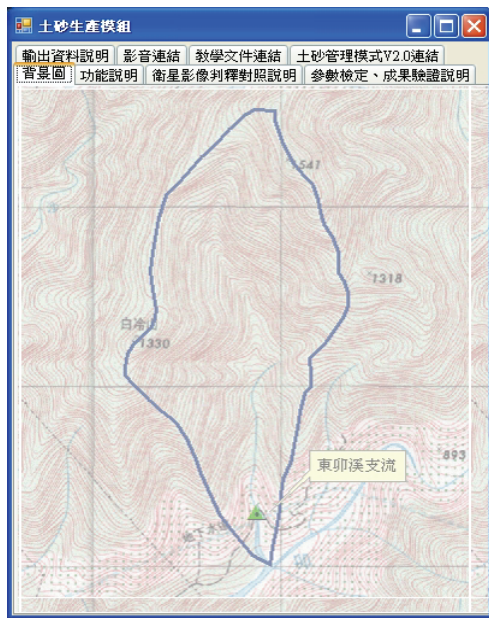 土砂生產模組
輸出資料說明 影音連結 教學文件連結 土砂管理模式V2.0連結
背景圖 功能說明 衛星影像判釋對照說明 參數檢定、成果驗證說明
1541
1318
白冷山
1330
東卯溪支流
893